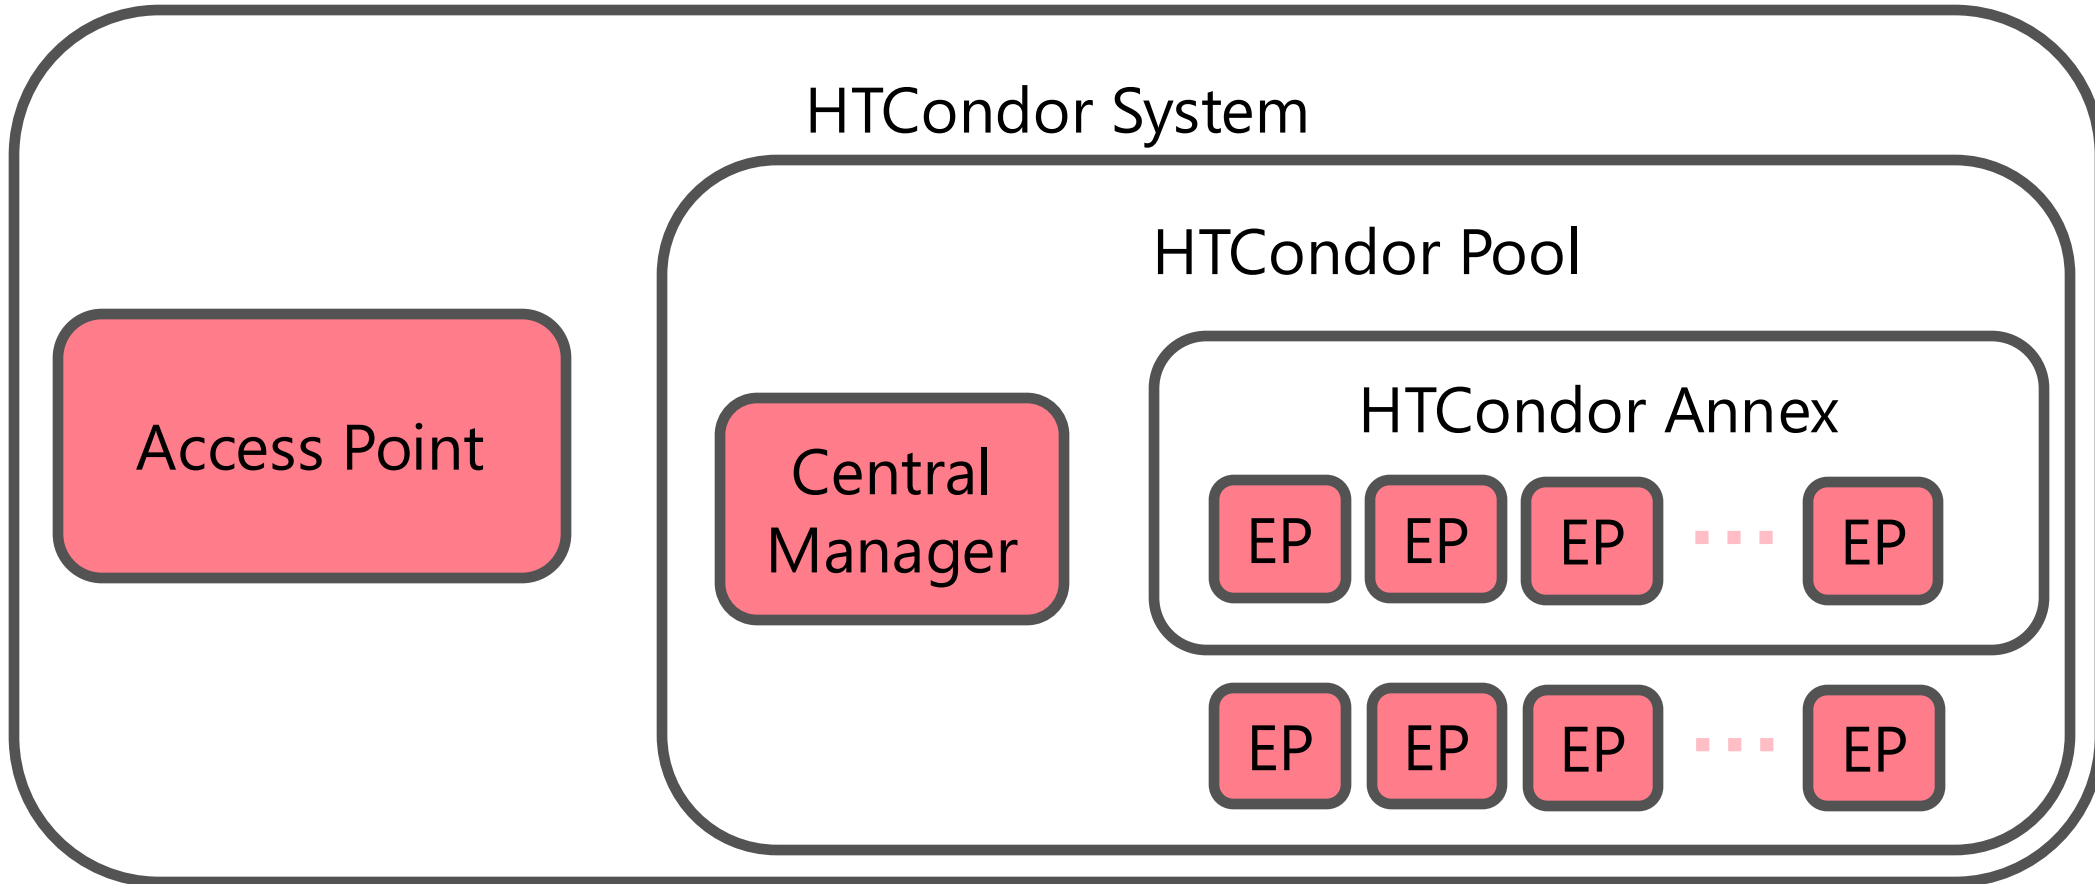 HTCondor System
HTCondor Pool
Access Point
Central
Manager
HTCondor Annex
EP EP EP EP
EP EP EP EP